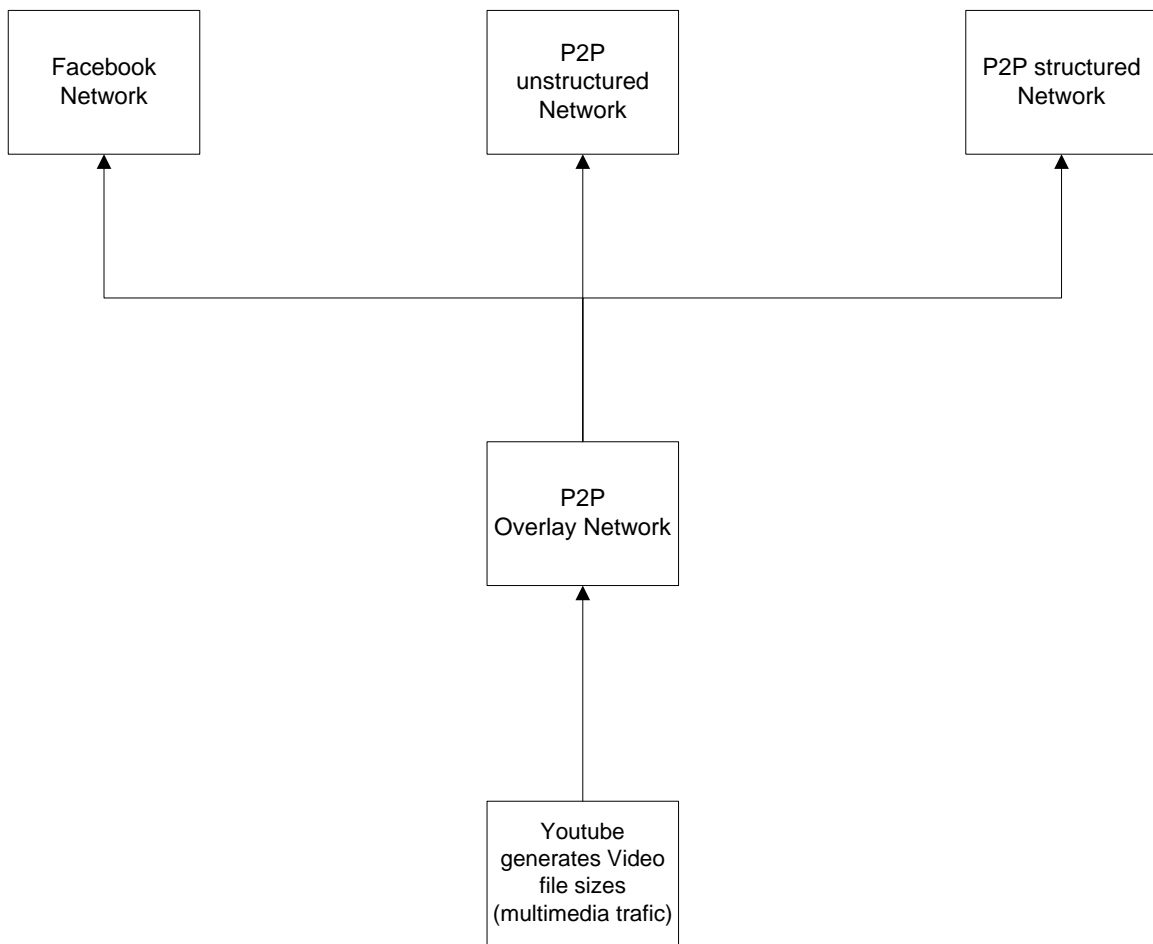 Facebook
Network
P2P
unstructured
Network
P2P structured
Network
P2P
Overlay Network
Youtube
generates Video
file sizes
(multimedia trafic)